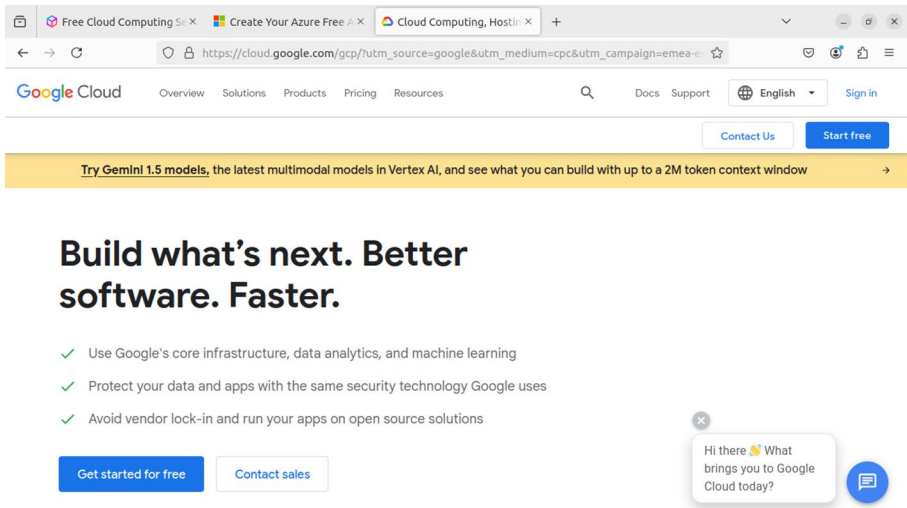 Free Cloud Computing Se
Create Your Azure Free A
Cloud Computing, Hostin
https://cloud.google.com/gcp/?utm_source=google&utm_medium=cpc&utm_campaign=emea-es
Google Cloud
Overview
Solutions
Products
Pricing
Resources
Docs
Support
English
Sign in
Contact Us
Start free
Try Gemini 1.5 models, the latest multimodal models in Vertex AI, and see what you can build with up to a 2M token context window
Build what's next. Better
software. Faster.
Use Google's core infrastructure, data analytics, and machine learning
Protect your data and apps with the same security technology Google uses
Avoid vendor lock-in and run your apps on open source solutions
Get started for free
Contact sales
Hi there 👋 What
brings you to Google
Cloud today?